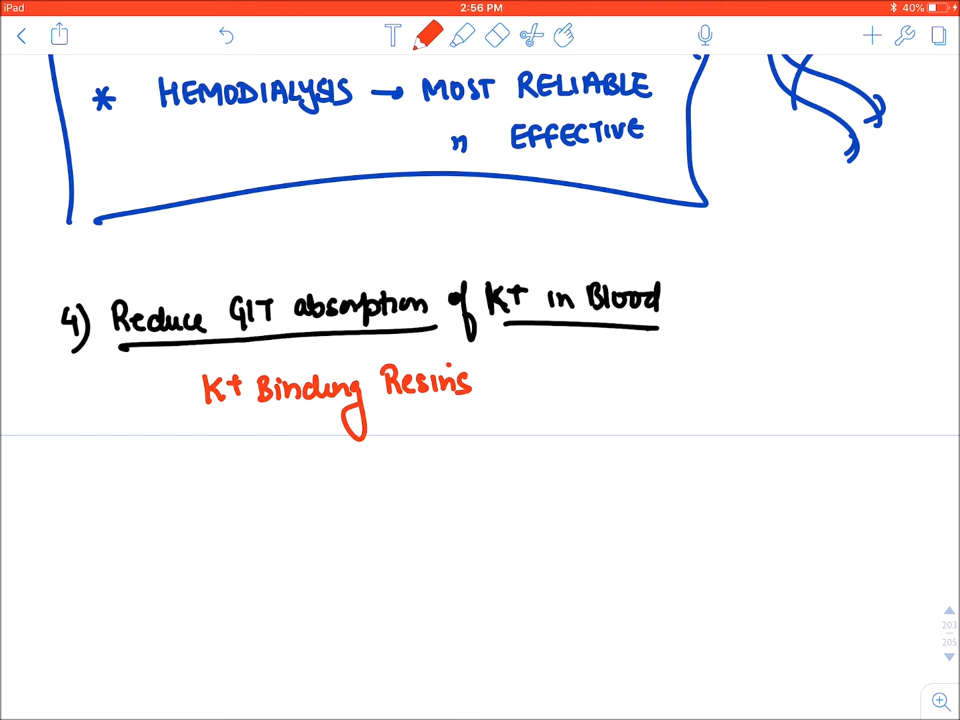 iPad
2:56 PM
40%
T
* HEMODIALYSIS → MOST RELIABLE
" EFFECTIVE
4) Reduce GIT absorption of K+ in Blood
K+ Binding Resins
203
205